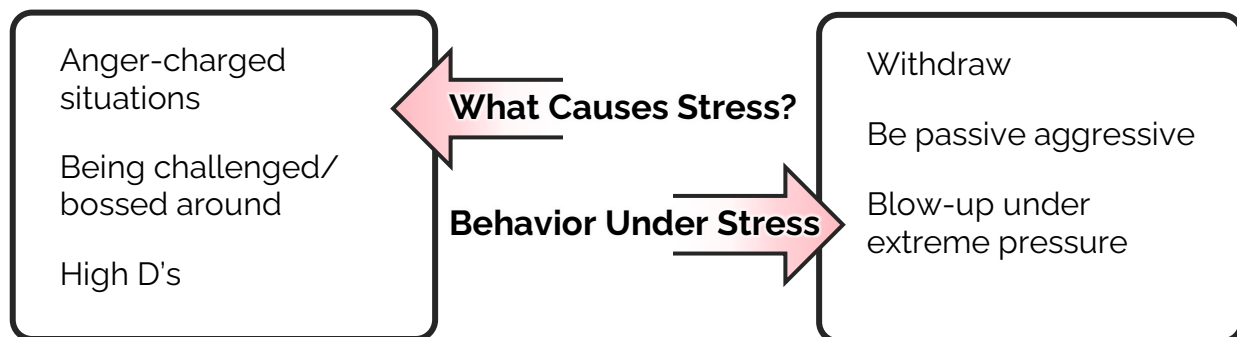 Anger-charged
situations
Being challenged/
bossed around
High D's
What Causes Stress?
Behavior Under Stress
Withdraw
Be passive aggressive
Blow-up under
extreme pressure